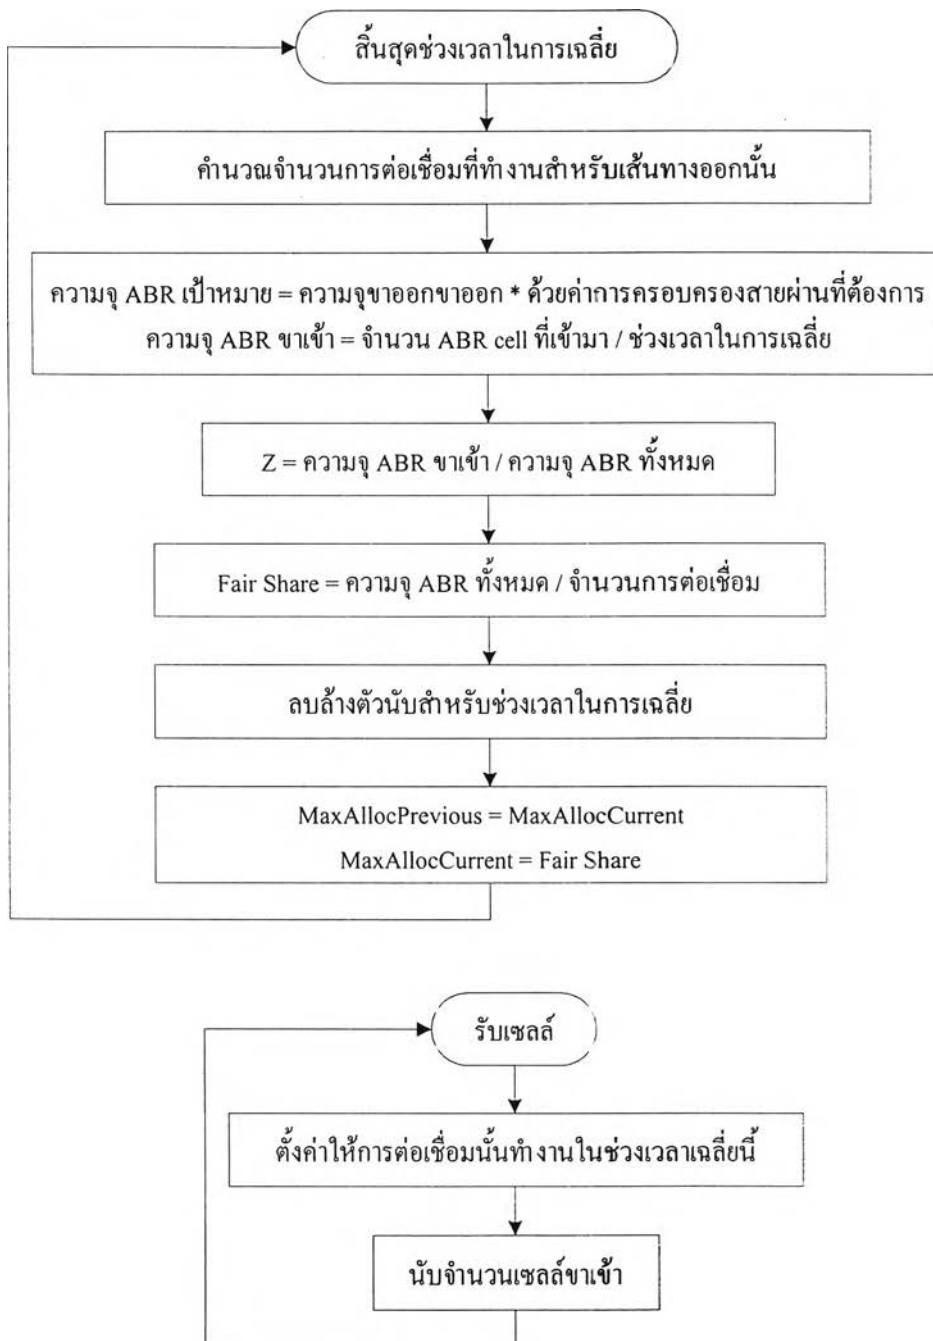 สิ้นสุดช่วงเวลาในการเฉลี่ย
คำนวณจำนวนการต่อเชื่อมที่ทำงานสำหรับเส้นทางออกนั้น
ความจุ ABR เป้าหมาย = ความจุขาออกขาออก * ด้วยค่าการครอบครองสายผ่านที่ต้องการ
ความจุ ABR ขาเข้า = จำนวน ABR cell ที่เข้ามา / ช่วงเวลาในการเฉลี่ย
Z = ความจุ ABR ขาเข้า / ความจุ ABR ทั้งหมด
Fair Share = ความจุ ABR ทั้งหมด / จำนวนการต่อเชื่อม
ลบล้างตัวนับสำหรับช่วงเวลาในการเฉลี่ย
MaxAllocPrevious = MaxAllocCurrent
MaxAllocCurrent = Fair Share
รับเซลล์
ตั้งค่าให้การต่อเชื่อมนั้นทำงานในช่วงเวลาเฉลี่ยนี้
นับจำนวนเซลล์ขาเข้า